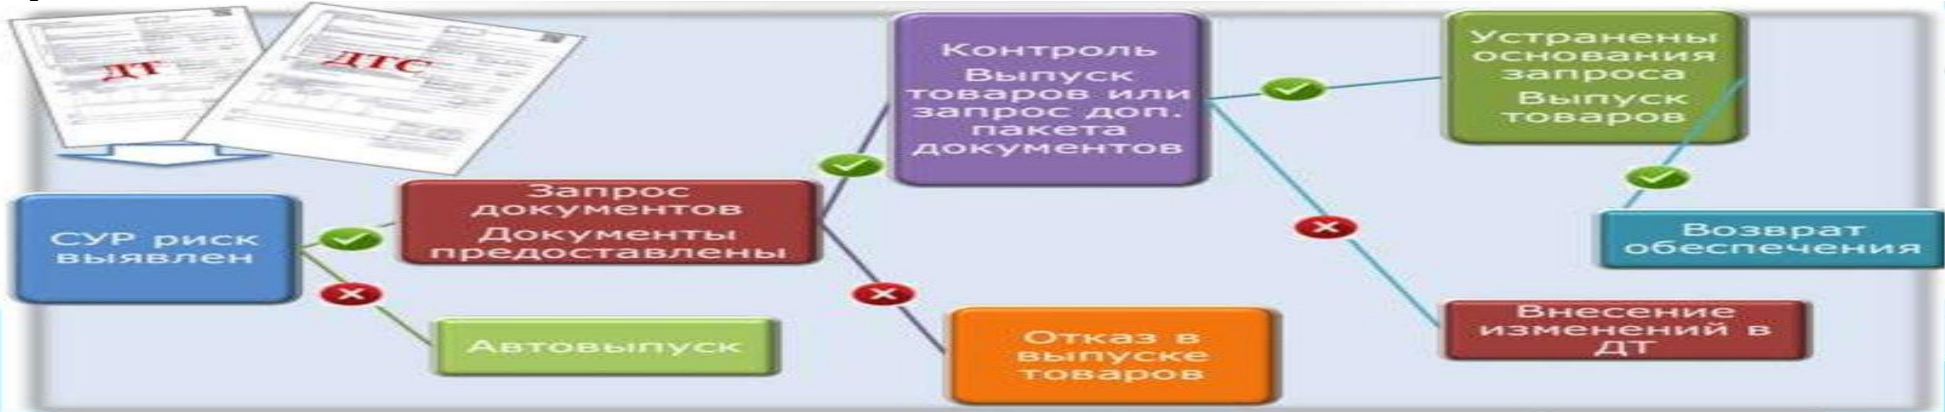 ДТ
ДТС
СУР риск
выявлен
Запрос
документов
Документы
предоставлены
Автовыпуск
Контроль
Выпуск
товаров или
запрос доп.
пакета
документов
Отказ в
выпуске
товаров
Устранены
основания
запроса
Выпуск
товаров
Возврат
обеспечения
Внесение
изменений в
ДТ